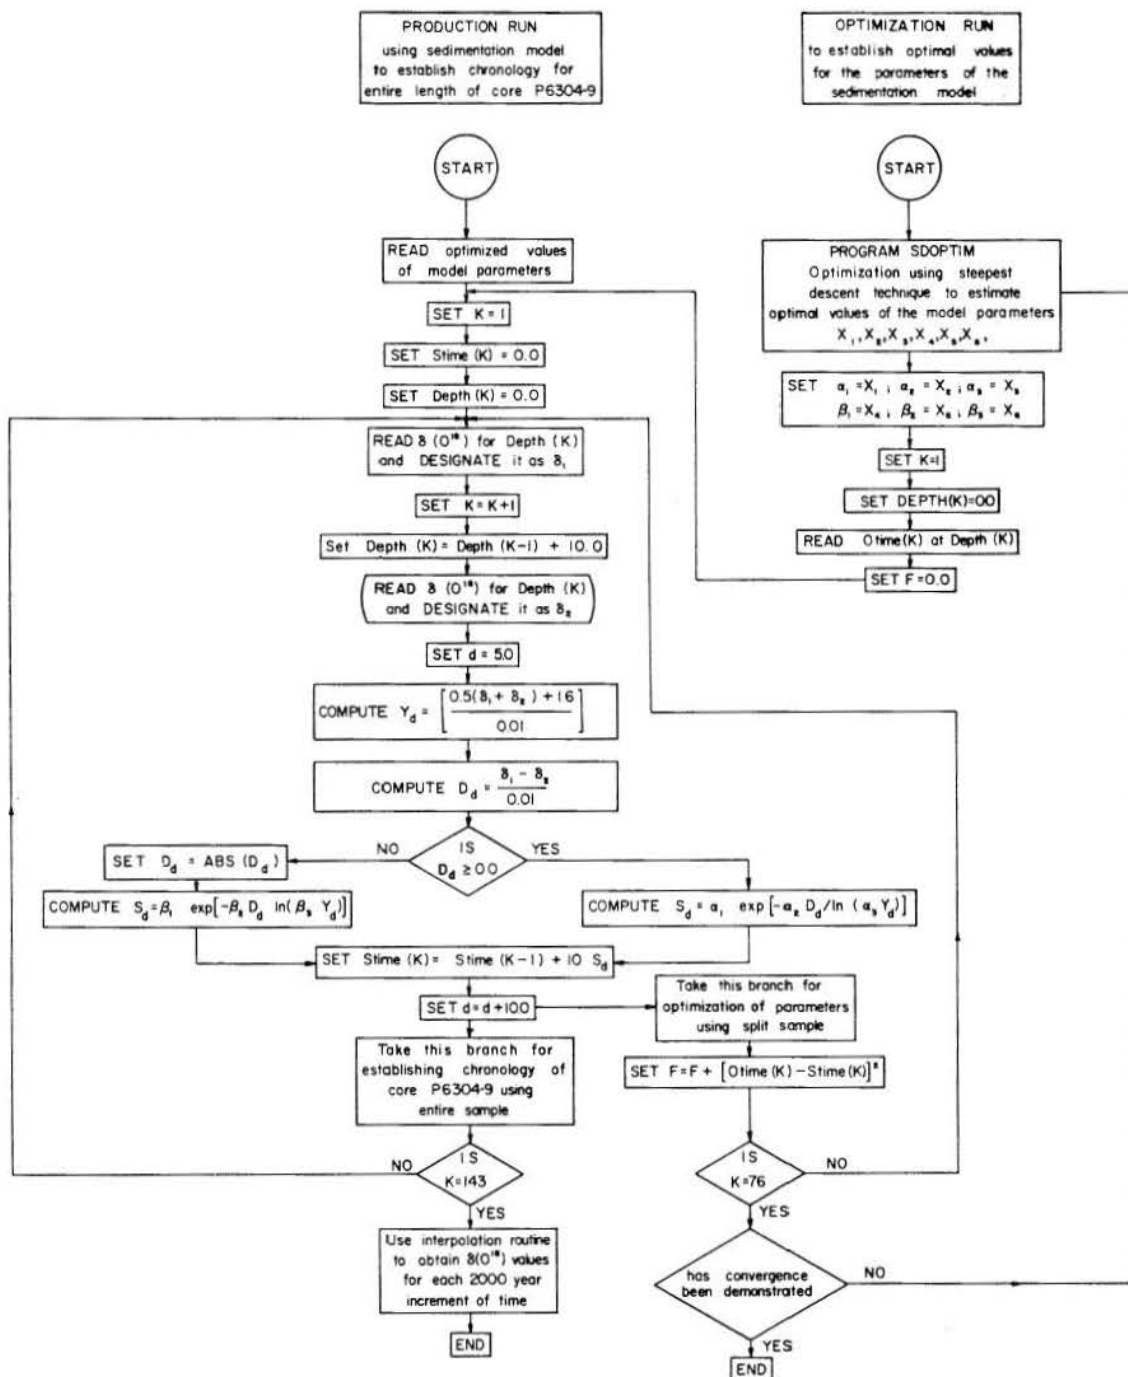 PRODUCTION RUN
using sedimentation model
to establish chronology for
entire length of core P6304-9
OPTIMIZATION RUN
to establish optimal values
for the parameters of the
sedimentation model
START
START
READ optimized values
of model parameters
SET K = 1
SET Stime (K) = 0.0
SET Depth (K) = 0.0
READ δ (O¹⁸) for Depth (K)
and DESIGNATE it as δ₁
SET K = K+1
Set Depth (K) = Depth (K-1) + 10.0
(READ δ (O¹⁸) for Depth (K)
and DESIGNATE it as δ₂)
SET d = 5.0
COMPUTE Y_d = [0.5(δ₁ + δ₂) + 1.6 / 0.01]
COMPUTE D_d = δ₁ - δ₂ / 0.01
IS
D_d ≥ 0.0
NO
YES
SET D_d = ABS (D_d)
COMPUTE S_d = β₁ exp[-β₂ D_d ln(β₃ Y_d)]
COMPUTE S_d = α₁ exp[-α₂ D_d/ln (α₃ Y_d)]
SET Stime (K) = Stime (K-1) + 10 S_d
SET d = d + 10.0
Take this branch for
establishing chronology of
core P6304-9 using
entire sample
IS
K=143
NO
YES
Use interpolation routine
to obtain δ(O¹⁸) values
for each 2000 year
increment of time
END
PROGRAM SDOPTIM
Optimization using steepest
descent technique to estimate
optimal values of the model parameters
X₁,X₂,X₃,X₄,X₅,X₆,
SET α₁ = X₁ ; α₂ = X₂ ; α₃ = X₃
β₁ = X₄ ; β₂ = X₅ ; β₃ = X₆
SET K=1
SET DEPTH(K)=0.0
READ Otime(K) at Depth (K)
SET F = 0.0
Take this branch for
optimization of parameters
using split sample
SET F = F + [Otime(K) - Stime(K)]²
IS
K=76
NO
YES
has convergence
been demonstrated
NO
YES
END